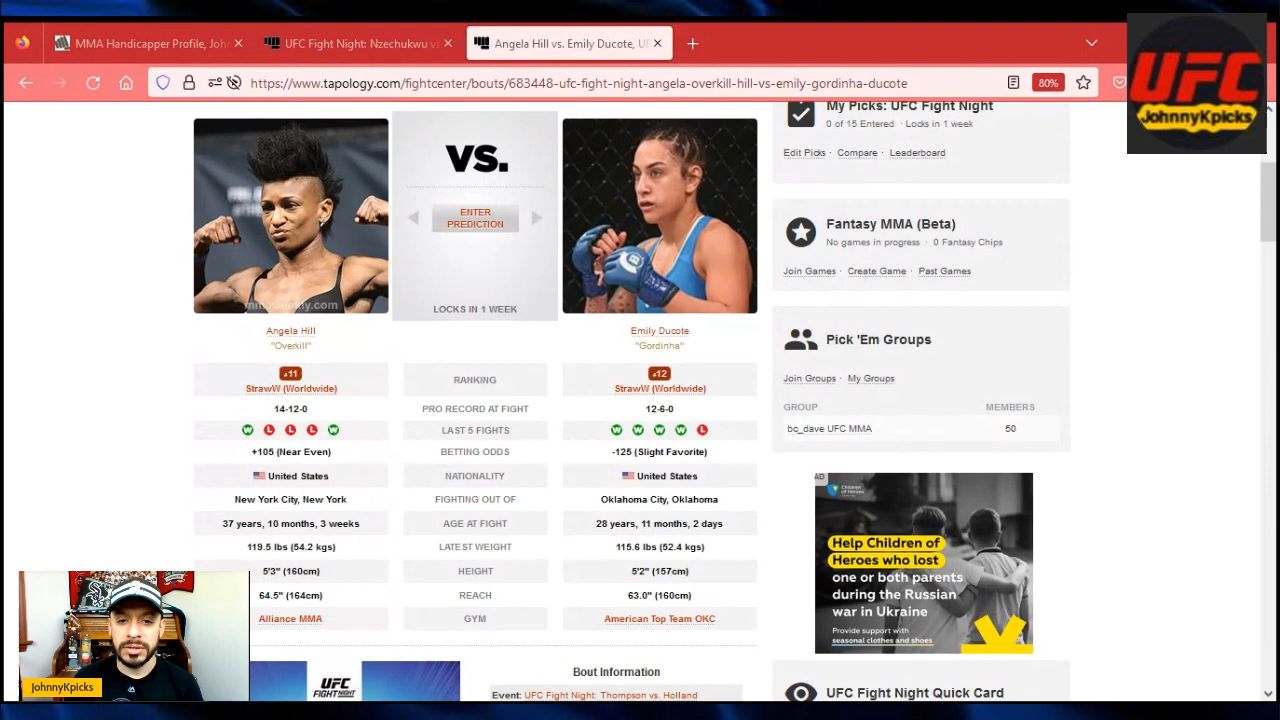 MMA Handicapper Profile, John
UFC Fight Night: Nzechukwu vs
Angela Hill vs. Emily Ducote, UF
https://www.tapology.com/fightcenter/bouts/683448-ufc-fight-night-angela-overkill-hill-vs-emily-gordinha-ducote
80%
UFC
JohnnyKpicks
VS.
ENTER
PREDICTION
LOCKS IN 1 WEEK
mmaweekly.com
Angela Hill
"Overkill"
Emily Ducote
"Gordinha"
11 RANKING 12
StrawW (Worldwide) StrawW (Worldwide)
14-12-0 PRO RECORD AT FIGHT 12-6-0
W L L L W LAST 5 FIGHTS W W W W L
+105 (Near Even) BETTING ODDS -125 (Slight Favorite)
United States NATIONALITY United States
New York City, New York FIGHTING OUT OF Oklahoma City, Oklahoma
37 years, 10 months, 3 weeks AGE AT FIGHT 28 years, 11 months, 2 days
119.5 lbs (54.2 kgs) LATEST WEIGHT 115.6 lbs (52.4 kgs)
5'3" (160cm) HEIGHT 5'2" (157cm)
64.5" (164cm) REACH 63.0" (160cm)
Alliance MMA GYM American Top Team OKC
UFC
FIGHT NIGHT
Bout Information
Event: UFC Fight Night: Thompson vs. Holland
My Picks: UFC Fight Night
0 of 15 Entered · Locks in 1 week
Edit Picks · Compare · Leaderboard
Fantasy MMA (Beta)
No games in progress · 0 Fantasy Chips
Join Games · Create Game · Past Games
Pick 'Em Groups
Join Groups · My Groups
GROUP MEMBERS
bc_dave UFC MMA 50
AD
Children
of Heroes
Help Children of
Heroes who lost
one or both parents
during the Russian
war in Ukraine
Provide support with
seasonal clothes and shoes
UFC Fight Night Quick Card
JohnnyKpicks